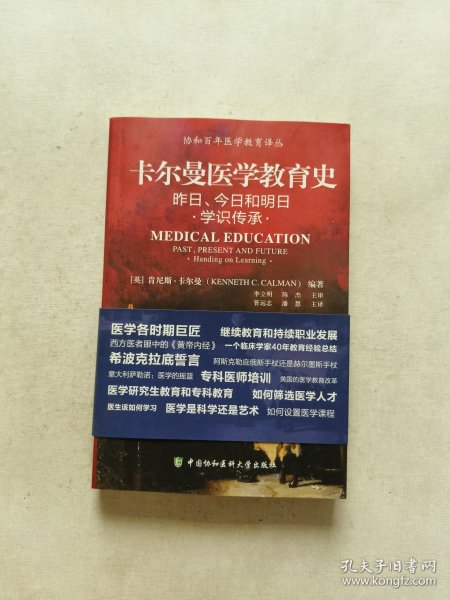 协和百年医学教育译丛
卡尔曼医学教育史
昨日、今日和明日
·学识传承·
MEDICAL EDUCATION
PAST, PRESENT AND FUTURE
· Handing on Learning ·
[英] 肯尼斯·卡尔曼 (KENNETH C. CALMAN) 编著
李立明 陈杰 主审
管远志 潘慧 主译
医学各时期巨匠 继续教育和持续职业发展
西方医者眼中的《黄帝内经》 一个临床学家40年教育经验总结
希波克拉底誓言 阿斯克勒庇俄斯手杖还是赫尔墨斯手杖
意大利萨勒诺:医学的摇篮 专科医师培训 美国的医学教育改革
医学研究生教育和专科教育 如何筛选医学人才
医生该如何学习 医学是科学还是艺术 如何设置医学课程
中国协和医科大学出版社
孔夫子旧书网
www.kongfz.com